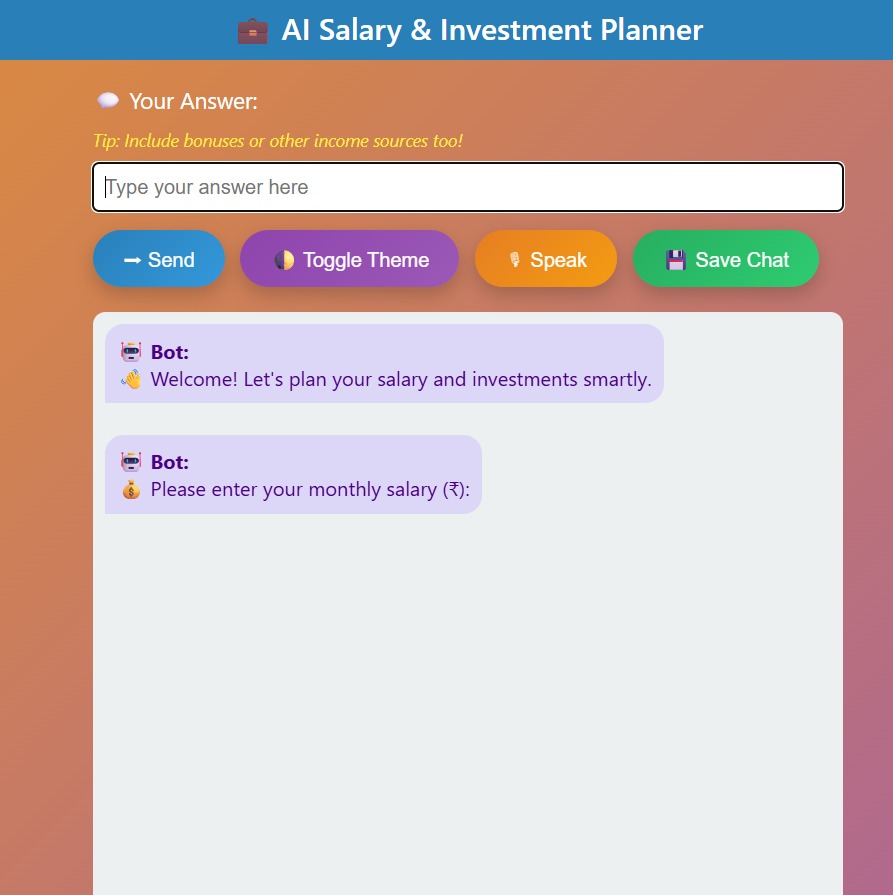 💼 AI Salary & Investment Planner
💬 Your Answer:
Tip: Include bonuses or other income sources too!
Type your answer here
➡ Send
🌗 Toggle Theme
🎙 Speak
💾 Save Chat
🤖 Bot:
👋 Welcome! Let's plan your salary and investments smartly.
🤖 Bot:
💰 Please enter your monthly salary (₹):